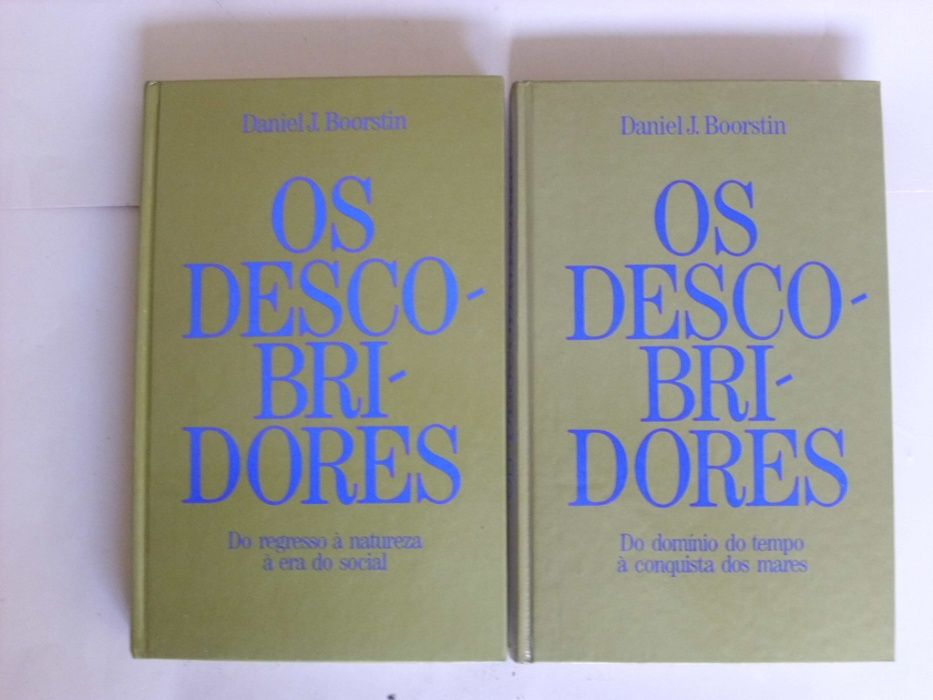 Daniel J. Boorstin
OS
DESCO-
BRI-
DORES
Do regresso à natureza
à era do social
Daniel J. Boorstin
OS
DESCO-
BRI-
DORES
Do domínio do tempo
à conquista dos mares